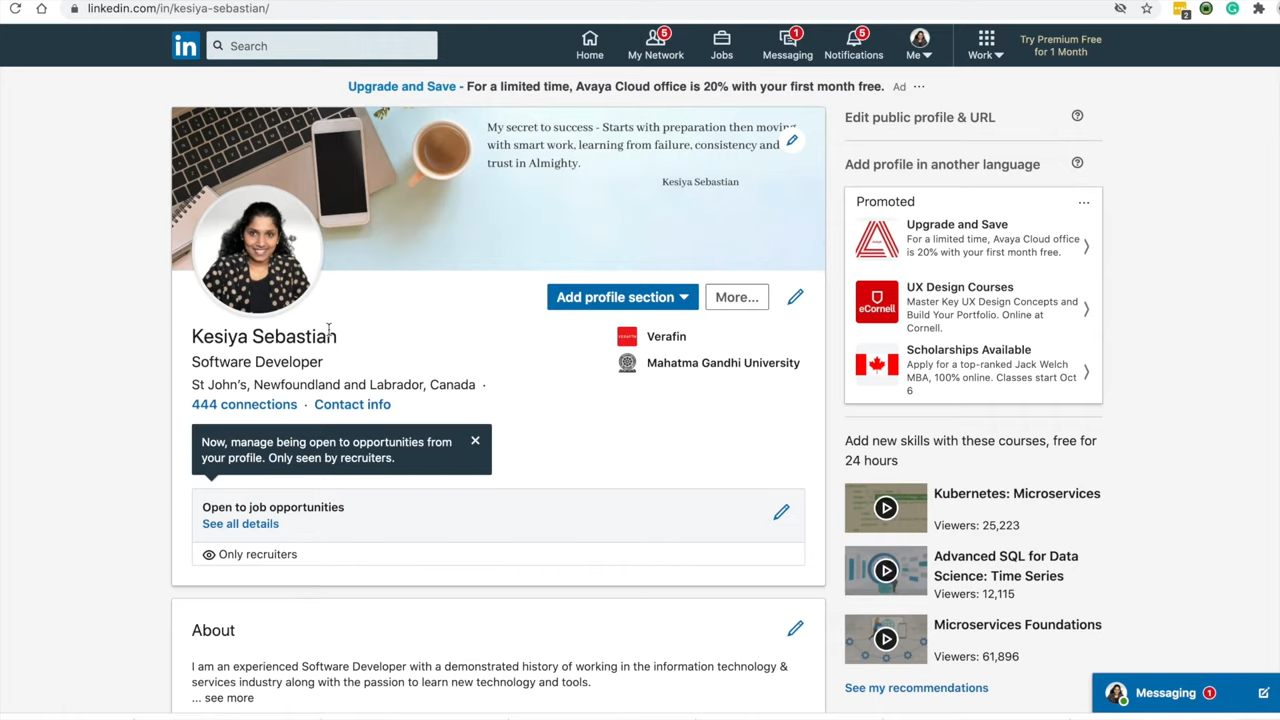 linkedin.com/in/kesiya-sebastian/
2
in
Search
Home
5
My Network
Jobs
1
Messaging
5
Notifications
Me
Work
Try Premium Free
for 1 Month
Upgrade and Save - For a limited time, Avaya Cloud office is 20% with your first month free. Ad ...
My secret to success - Starts with preparation then moving
with smart work, learning from failure, consistency and
trust in Almighty.
Kesiya Sebastian
Add profile section
More...
Kesiya Sebastian
Software Developer
St John's, Newfoundland and Labrador, Canada ·
444 connections · Contact info
VERAFIN
Verafin
Mahatma Gandhi University
Now, manage being open to opportunities from
your profile. Only seen by recruiters.
Open to job opportunities
See all details
Only recruiters
About
I am an experienced Software Developer with a demonstrated history of working in the information technology &
services industry along with the passion to learn new technology and tools.
... see more
Edit public profile & URL
Add profile in another language
Promoted
...
Upgrade and Save
For a limited time, Avaya Cloud office
is 20% with your first month free.
eCornell
UX Design Courses
Master Key UX Design Concepts and
Build Your Portfolio. Online at
Cornell.
Scholarships Available
Apply for a top-ranked Jack Welch
MBA, 100% online. Classes start Oct
6
Add new skills with these courses, free for
24 hours
Kubernetes: Microservices
Viewers: 25,223
Advanced SQL for Data
Science: Time Series
Viewers: 12,115
Microservices Foundations
Viewers: 61,896
See my recommendations
Messaging 1